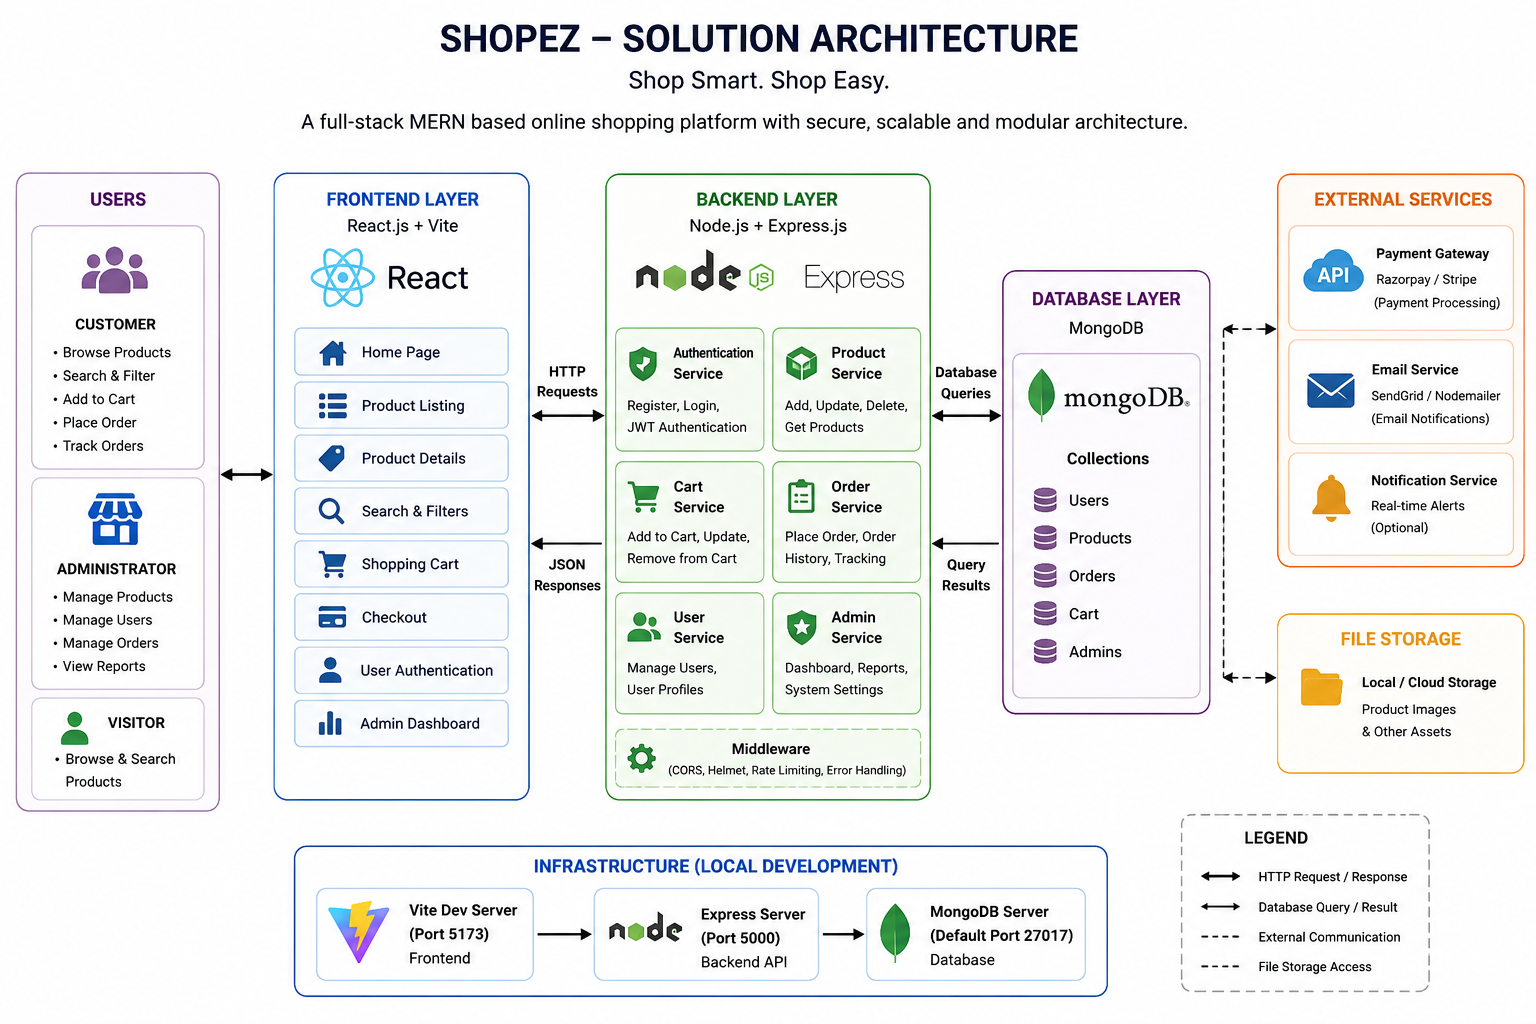 SHOPEZ – SOLUTION ARCHITECTURE
Shop Smart. Shop Easy.
A full-stack MERN based online shopping platform with secure, scalable and modular architecture.
USERS
CUSTOMER
• Browse Products
• Search & Filter
• Add to Cart
• Place Order
• Track Orders
ADMINISTRATOR
• Manage Products
• Manage Users
• Manage Orders
• View Reports
VISITOR
• Browse & Search
Products
FRONTEND LAYER
React.js + Vite
React
Home Page
Product Listing
Product Details
Search & Filters
Shopping Cart
Checkout
User Authentication
Admin Dashboard
HTTP
Requests
JSON
Responses
BACKEND LAYER
Node.js + Express.js
node
JS
Express
Authentication
Service
Register, Login,
JWT Authentication
Product
Service
Add, Update, Delete,
Get Products
Cart
Service
Add to Cart, Update,
Remove from Cart
Order
Service
Place Order, Order
History, Tracking
User
Service
Manage Users,
User Profiles
Admin
Service
Dashboard, Reports,
System Settings
Middleware
(CORS, Helmet, Rate Limiting, Error Handling)
Database
Queries
Query
Results
DATABASE LAYER
MongoDB
mongoDB®
Collections
Users
Products
Orders
Cart
Admins
EXTERNAL SERVICES
API
Payment Gateway
Razorpay / Stripe
(Payment Processing)
Email Service
SendGrid / Nodemailer
(Email Notifications)
Notification Service
Real-time Alerts
(Optional)
FILE STORAGE
Local / Cloud Storage
Product Images
& Other Assets
INFRASTRUCTURE (LOCAL DEVELOPMENT)
Vite Dev Server
(Port 5173)
Frontend
node
Express Server
(Port 5000)
Backend API
MongoDB Server
(Default Port 27017)
Database
LEGEND
HTTP Request / Response
Database Query / Result
External Communication
File Storage Access